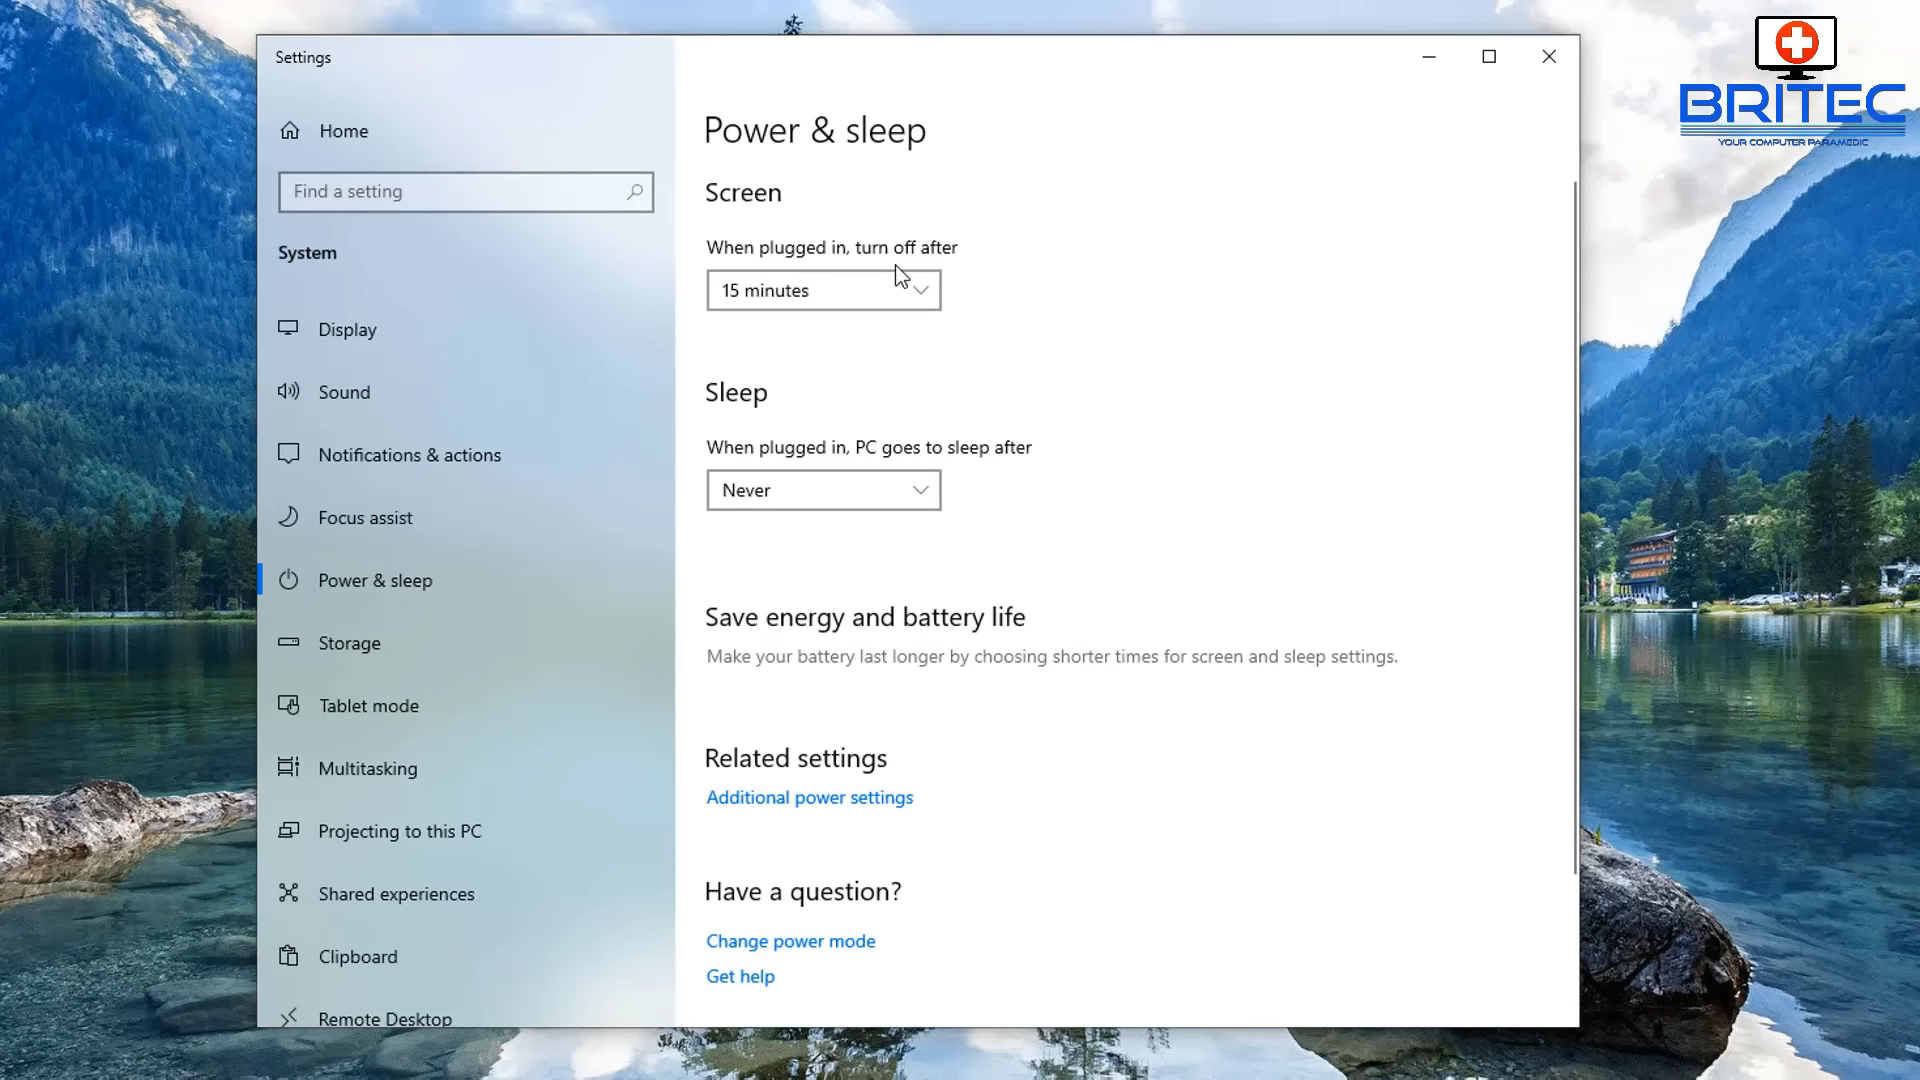 Settings
Home
Find a setting
System
Display
Sound
Notifications & actions
Focus assist
Power & sleep
Storage
Tablet mode
Multitasking
Projecting to this PC
Shared experiences
Clipboard
Remote Desktop
Power & sleep
Screen
When plugged in, turn off after
15 minutes
Sleep
When plugged in, PC goes to sleep after
Never
Save energy and battery life
Make your battery last longer by choosing shorter times for screen and sleep settings.
Related settings
Additional power settings
Have a question?
Change power mode
Get help
BRITEC
YOUR COMPUTER PARAMEDIC